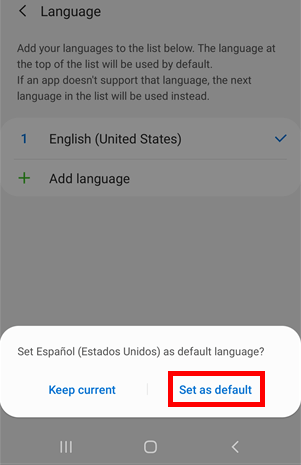 Language
Add your languages to the list below. The language at
the top of the list will be used by default.
If an app doesn't support that language, the next
language in the list will be used instead.
1 English (United States)
Add language
Set Español (Estados Unidos) as default language?
Keep current Set as default